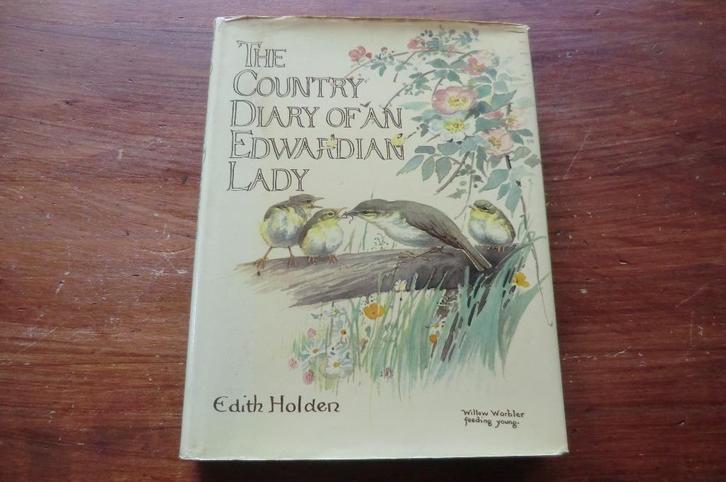 THE
COUNTRY
DIARY OF AN
EDWARDIAN
LADY
Edith Holden
Willow Warbler
feeding young.